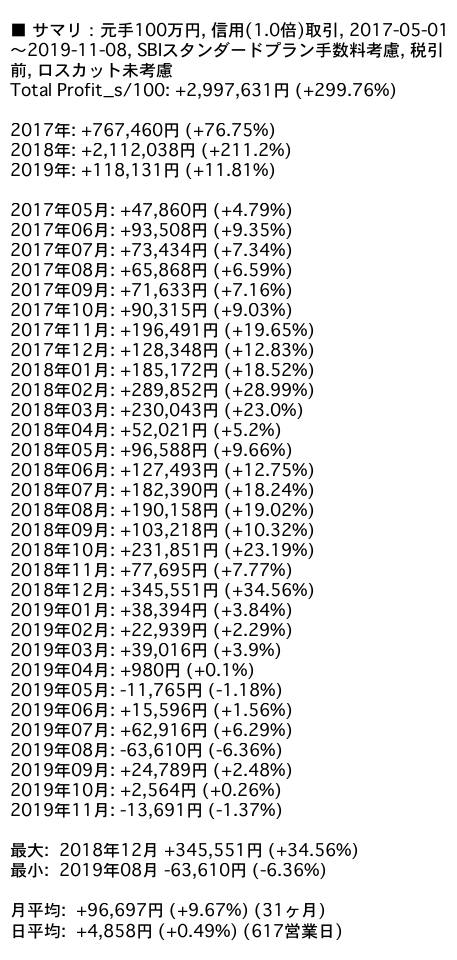 ■ サマリ：元手100万円, 信用(1.0倍)取引, 2017-05-01
～2019-11-08, SBIスタンダードプラン手数料考慮, 税引
前, ロスカット未考慮
Total Profit_s/100: +2,997,631円 (+299.76%)
2017年: +767,460円 (+76.75%)
2018年: +2,112,038円 (+211.2%)
2019年: +118,131円 (+11.81%)
2017年05月: +47,860円 (+4.79%)
2017年06月: +93,508円 (+9.35%)
2017年07月: +73,434円 (+7.34%)
2017年08月: +65,868円 (+6.59%)
2017年09月: +71,633円 (+7.16%)
2017年10月: +90,315円 (+9.03%)
2017年11月: +196,491円 (+19.65%)
2017年12月: +128,348円 (+12.83%)
2018年01月: +185,172円 (+18.52%)
2018年02月: +289,852円 (+28.99%)
2018年03月: +230,043円 (+23.0%)
2018年04月: +52,021円 (+5.2%)
2018年05月: +96,588円 (+9.66%)
2018年06月: +127,493円 (+12.75%)
2018年07月: +182,390円 (+18.24%)
2018年08月: +190,158円 (+19.02%)
2018年09月: +103,218円 (+10.32%)
2018年10月: +231,851円 (+23.19%)
2018年11月: +77,695円 (+7.77%)
2018年12月: +345,551円 (+34.56%)
2019年01月: +38,394円 (+3.84%)
2019年02月: +22,939円 (+2.29%)
2019年03月: +39,016円 (+3.9%)
2019年04月: +980円 (+0.1%)
2019年05月: -11,765円 (-1.18%)
2019年06月: +15,596円 (+1.56%)
2019年07月: +62,916円 (+6.29%)
2019年08月: -63,610円 (-6.36%)
2019年09月: +24,789円 (+2.48%)
2019年10月: +2,564円 (+0.26%)
2019年11月: -13,691円 (-1.37%)
最大: 2018年12月 +345,551円 (+34.56%)
最小: 2019年08月 -63,610円 (-6.36%)
月平均: +96,697円 (+9.67%) (31ヶ月)
日平均: +4,858円 (+0.49%) (617営業日)